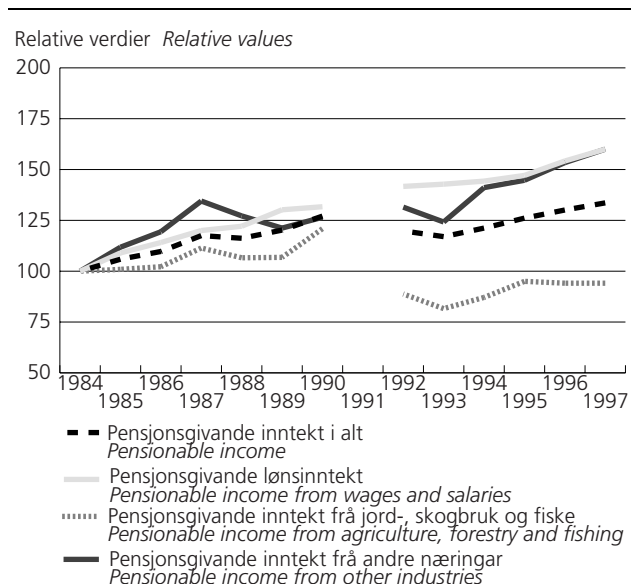 Relative verdier Relative values
200
175
150
125
100
75
50
1984 1986 1988 1990 1992 1994 1996
1985 1987 1989 1991 1993 1995 1997
Pensjonsgivande inntekt i alt
Pensionable income
Pensjonsgivande lønsinntekt
Pensionable income from wages and salaries
Pensjonsgivande inntekt frå jord-, skogbruk og fiske
Pensionable income from agriculture, forestry and fishing
Pensjonsgivande inntekt frå andre næringar
Pensionable income from other industries